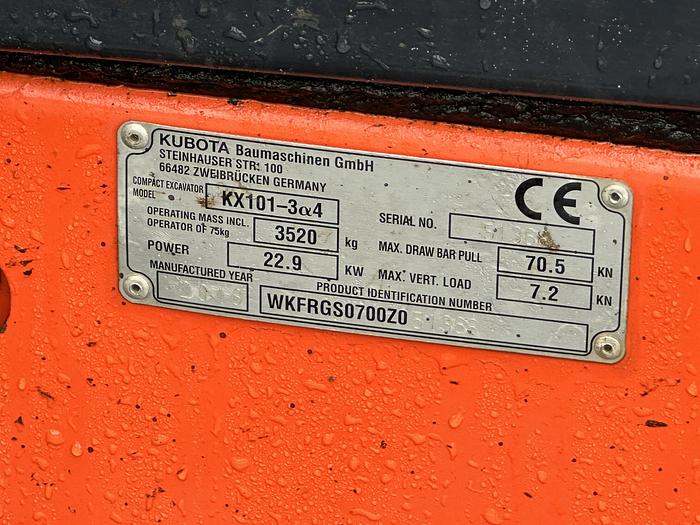 KUBOTA Baumaschinen GmbH
STEINHAUSER STR: 100
66482 ZWEIBRÜCKEN GERMANY
CE
COMPACT EXCAVATOR MODEL KX101-3α4
SERIAL NO.
OPERATING MASS INCL. OPERATOR OF 75kg 3520 kg
MAX. DRAW BAR PULL 70.5 KN
POWER 22.9 KW
MAX. VERT. LOAD 7.2 KN
MANUFACTURED YEAR
PRODUCT IDENTIFICATION NUMBER
WKFRGS0700Z0